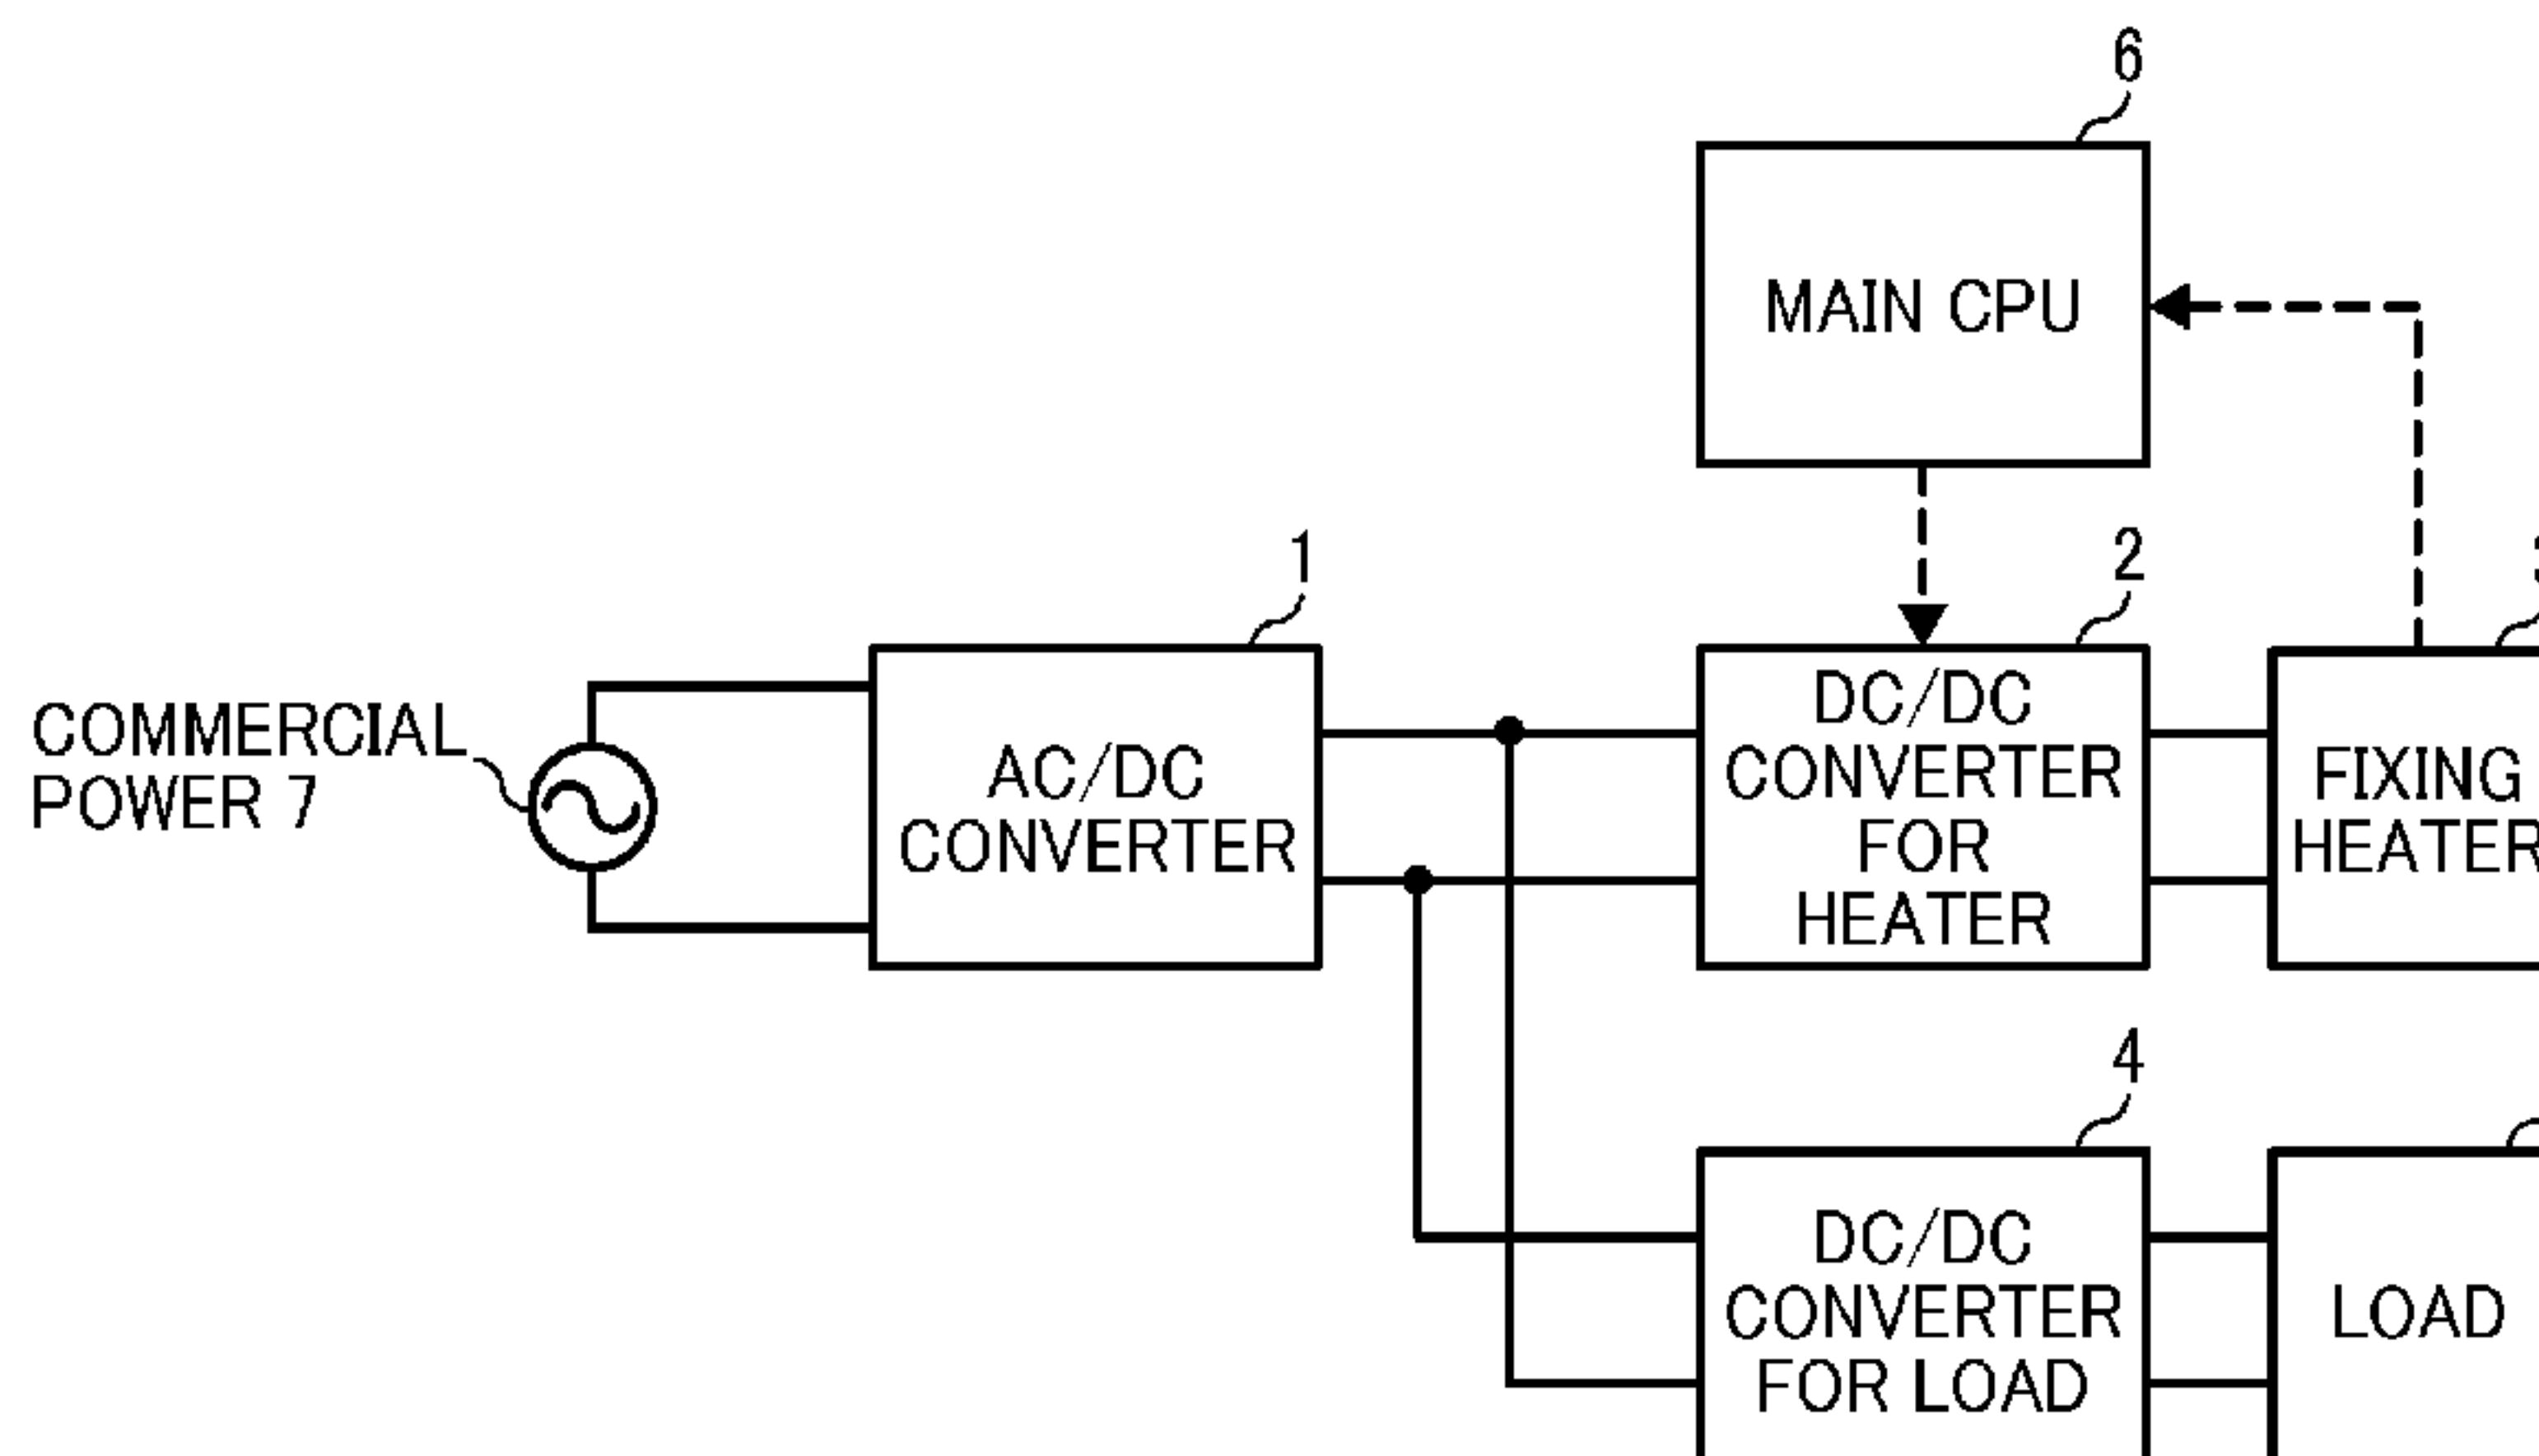 6
MAIN CPU
1
2
COMMERCIAL
POWER 7
AC/DC
CONVERTER
DC/DC
CONVERTER
FOR
HEATER
FIXING
HEATER
4
DC/DC
CONVERTER
FOR LOAD
LOAD